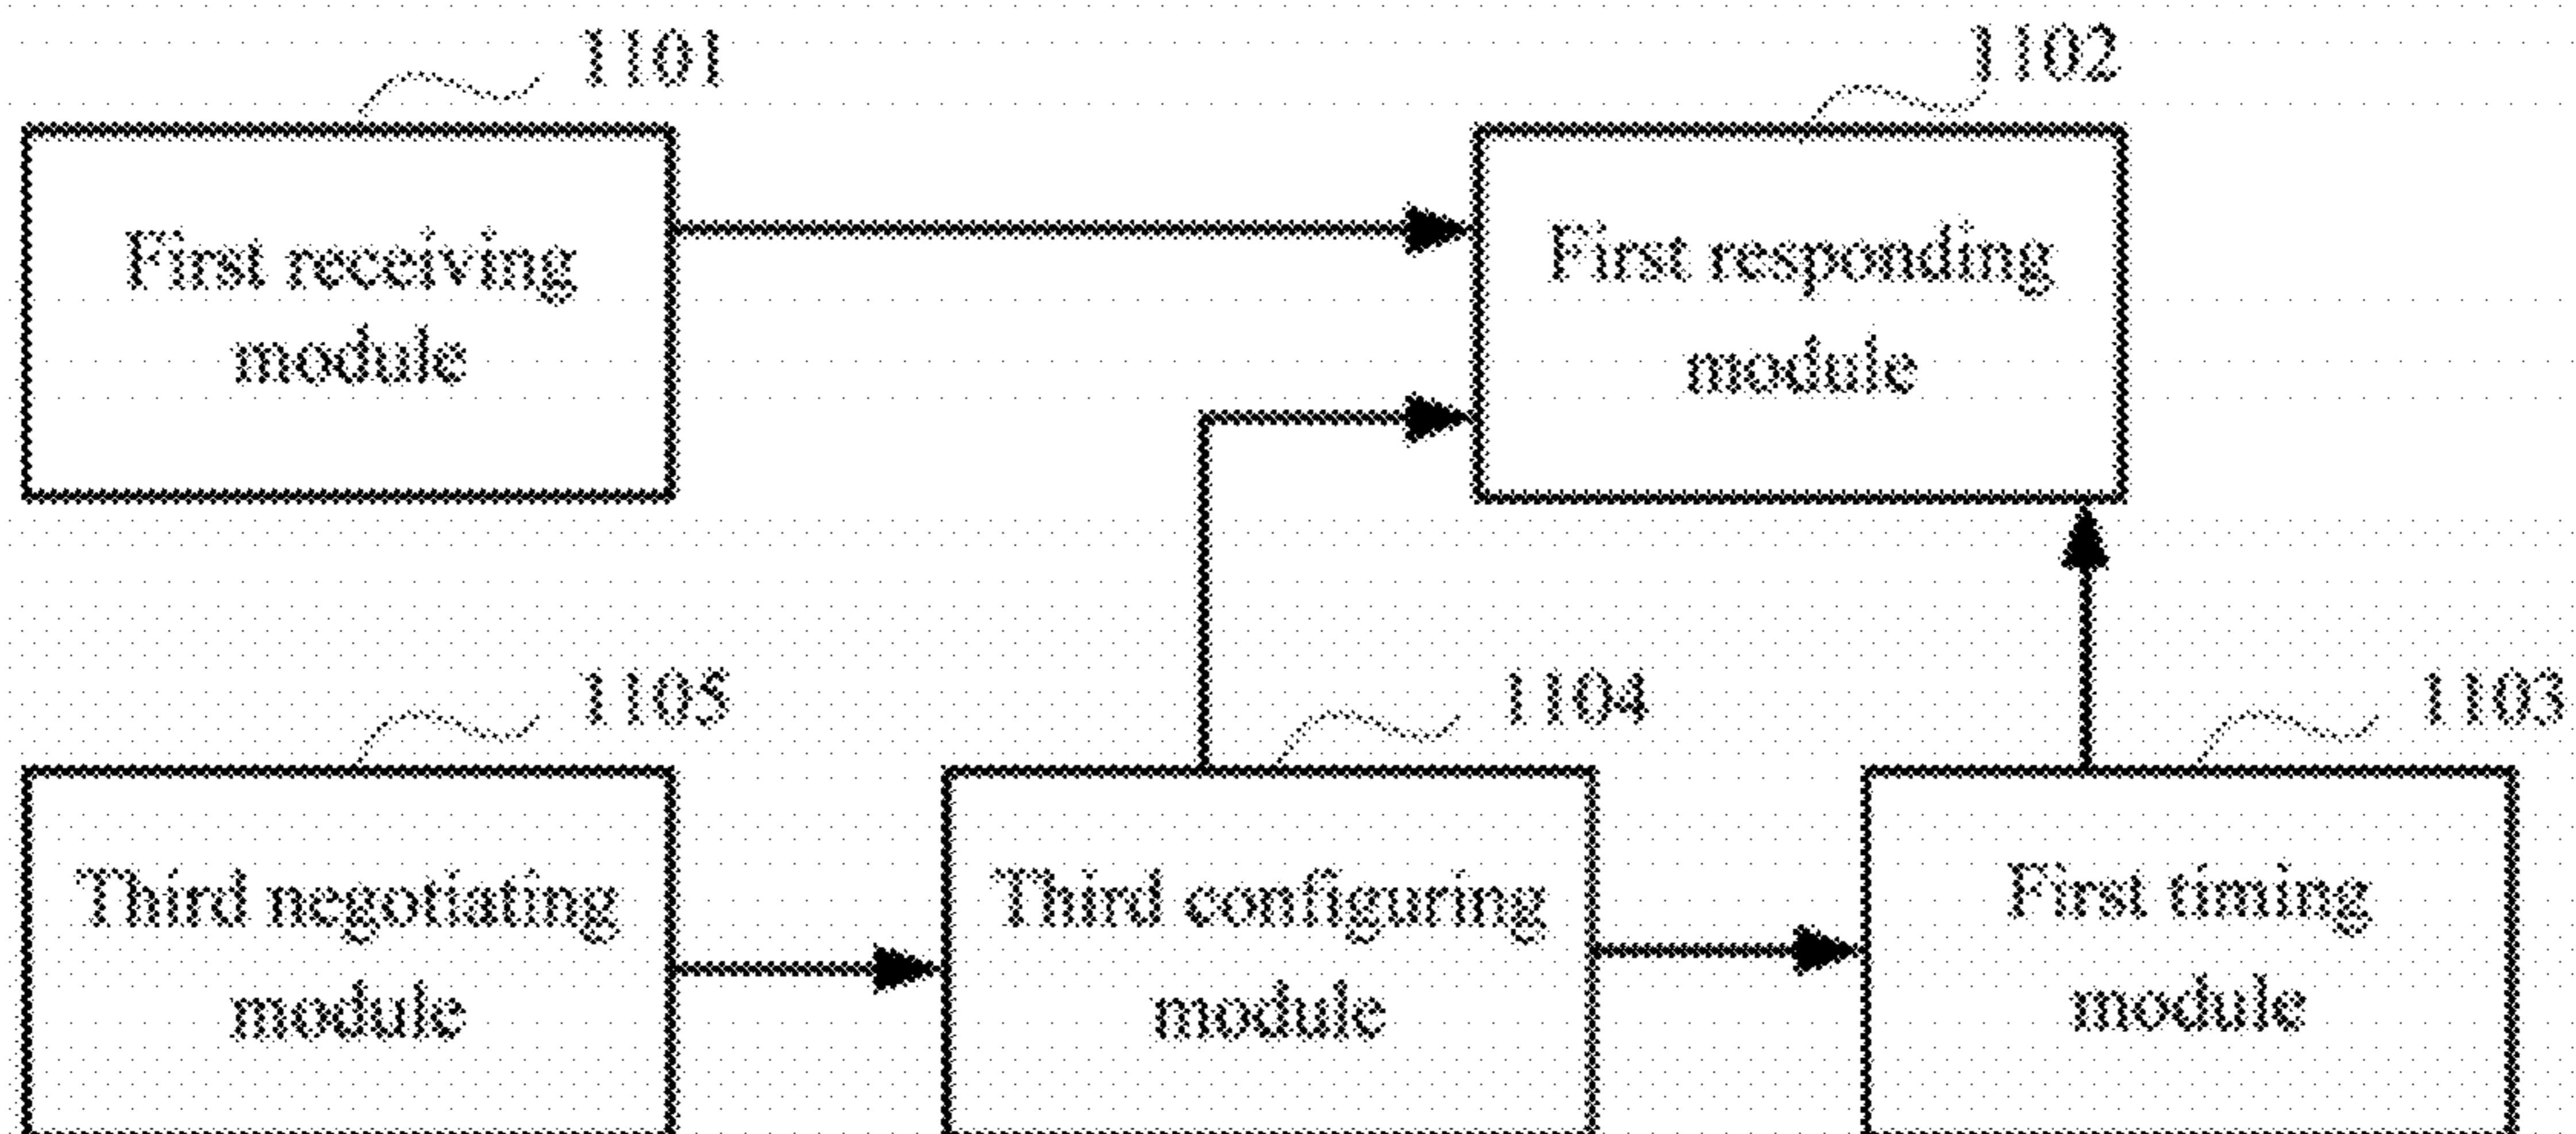 1101
1102
First receiving
module
First responding
module
1105
1104
1103
Third negotiating
module
Third configuring
module
First timing
module